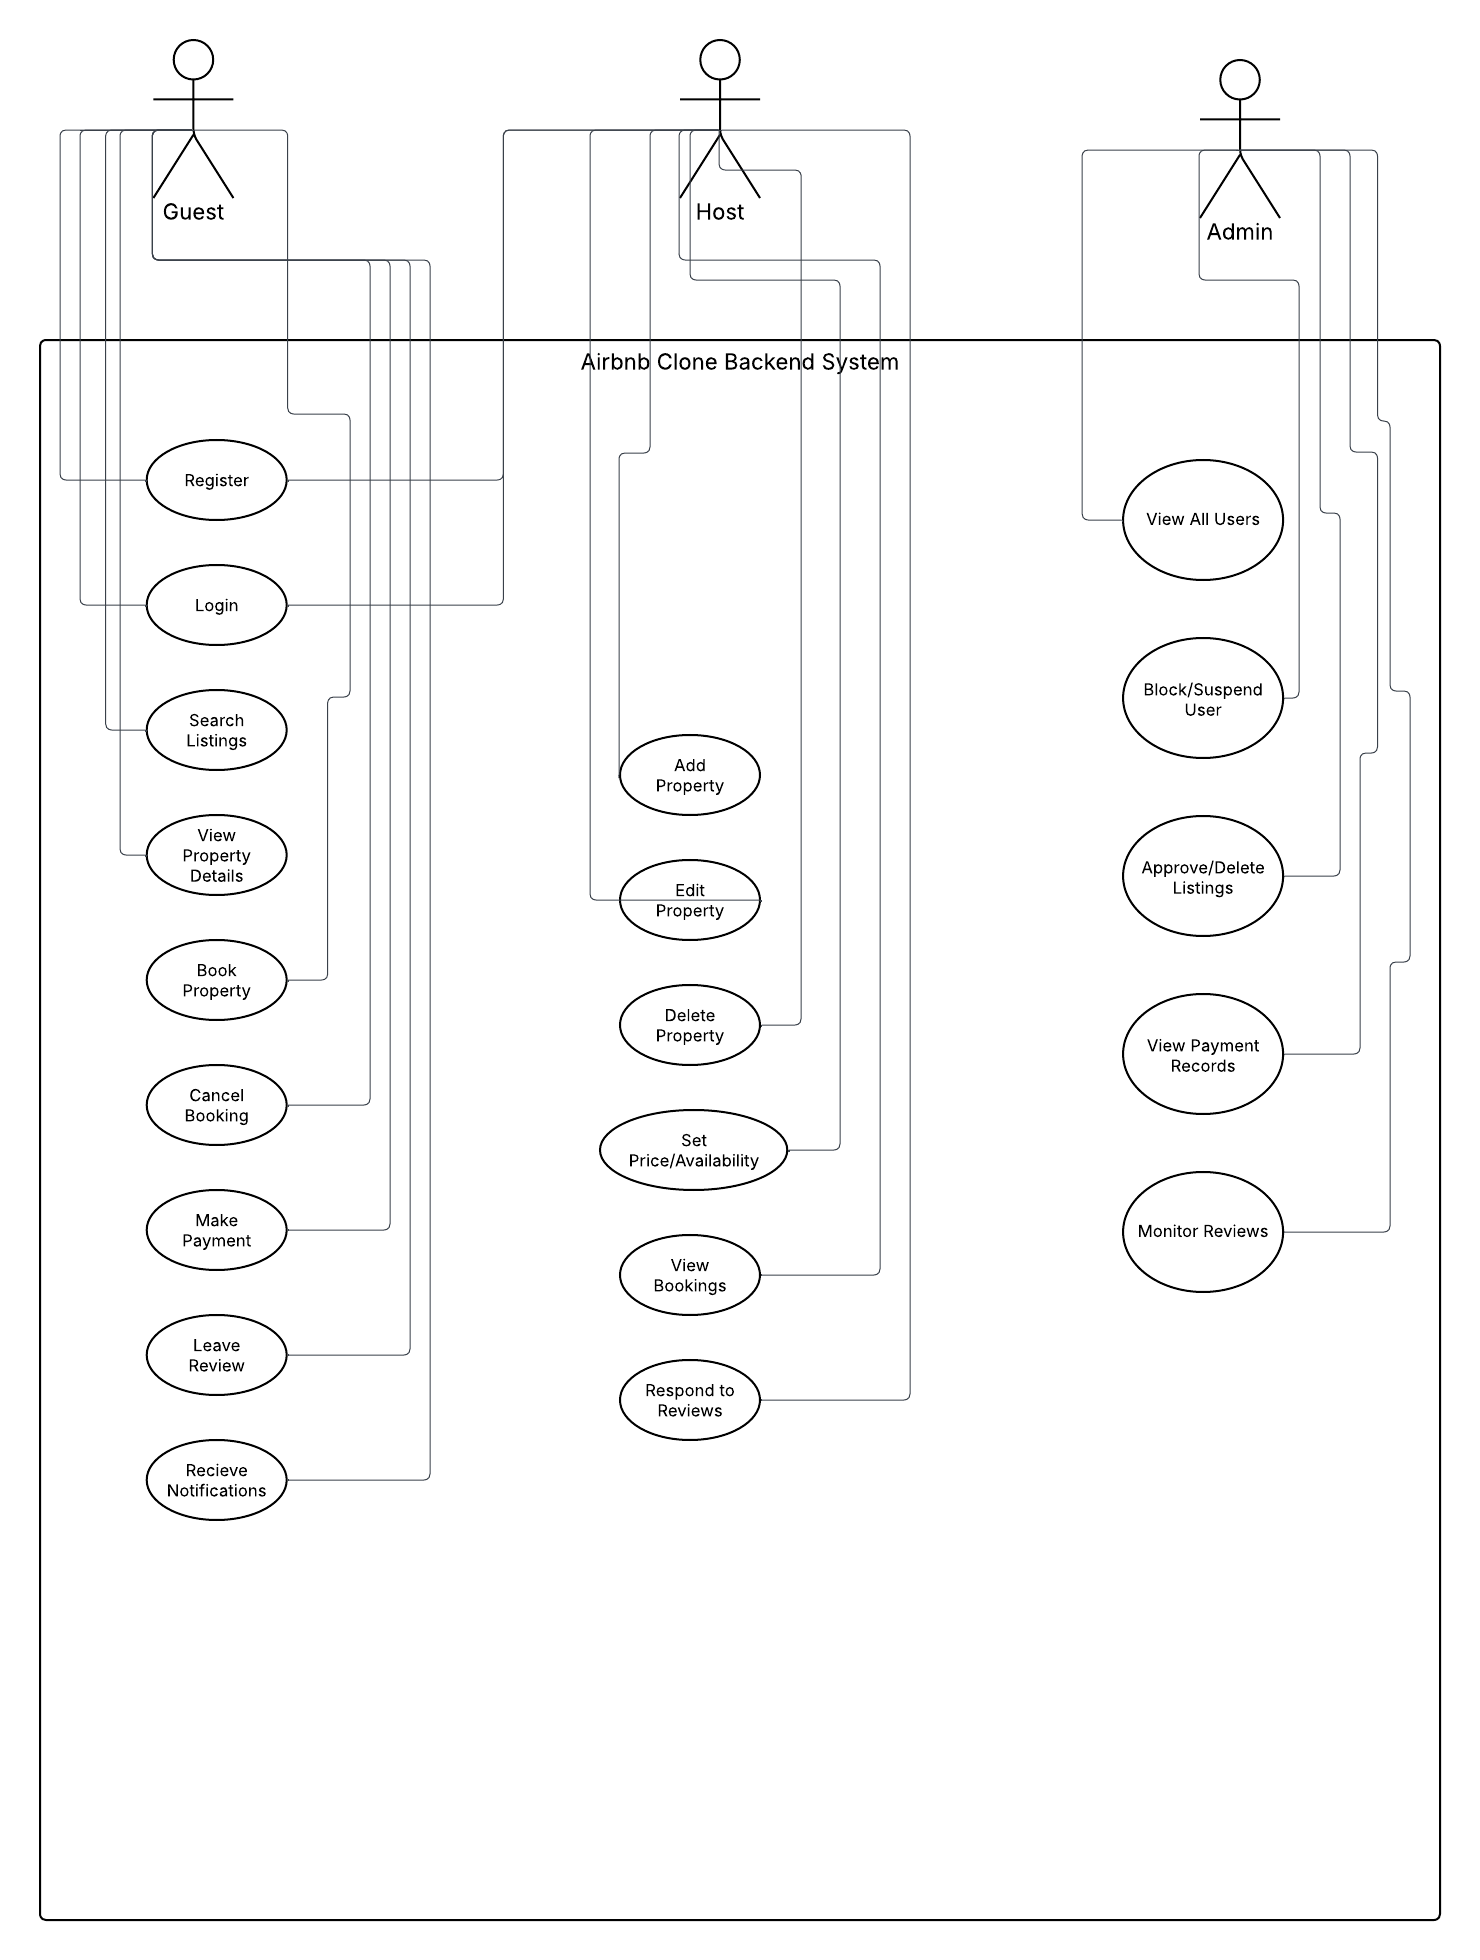 Guest
Host
Admin
Airbnb Clone Backend System
Register
Login
Search
Listings
View
Property
Details
Book
Property
Cancel
Booking
Make
Payment
Leave
Review
Recieve
Notifications
Add
Property
Edit
Property
Delete
Property
Set
Price/Availability
View
Bookings
Respond to
Reviews
View All Users
Block/Suspend
User
Approve/Delete
Listings
View Payment
Records
Monitor Reviews